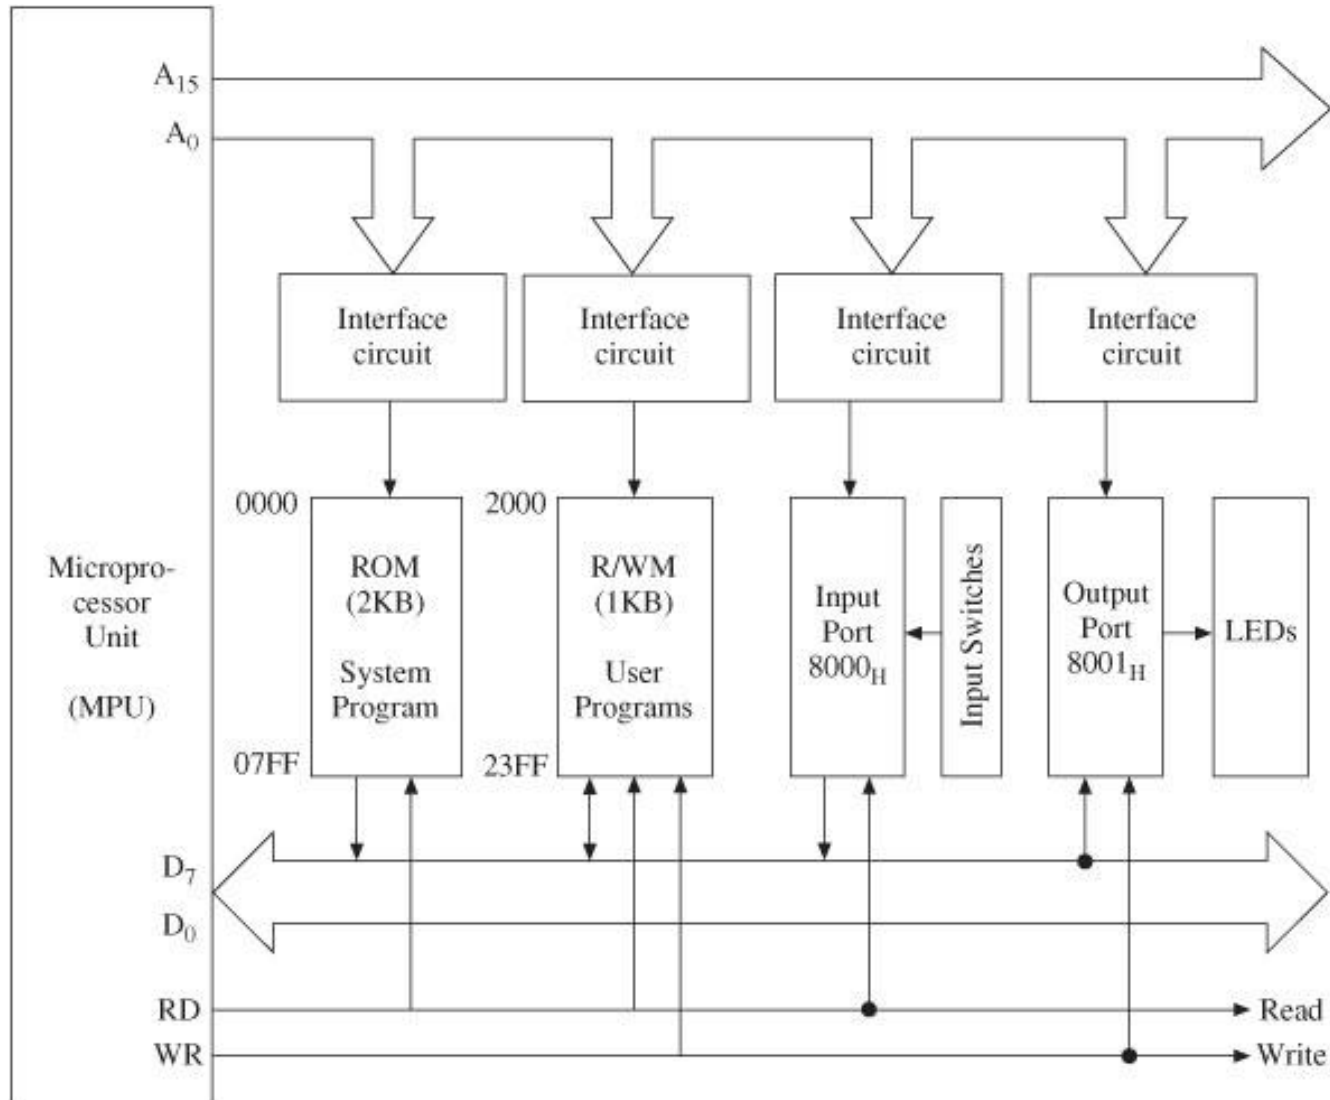 A15
A0
Interface
circuit
Interface
circuit
Interface
circuit
Interface
circuit
0000
ROM
(2KB)
System
Program
07FF
2000
R/WM
(1KB)
User
Programs
23FF
Input
Port
8000H
Input Switches
Output
Port
8001H
LEDs
Micropro-
cessor
Unit
(MPU)
D7
D0
RD
Read
WR
Write